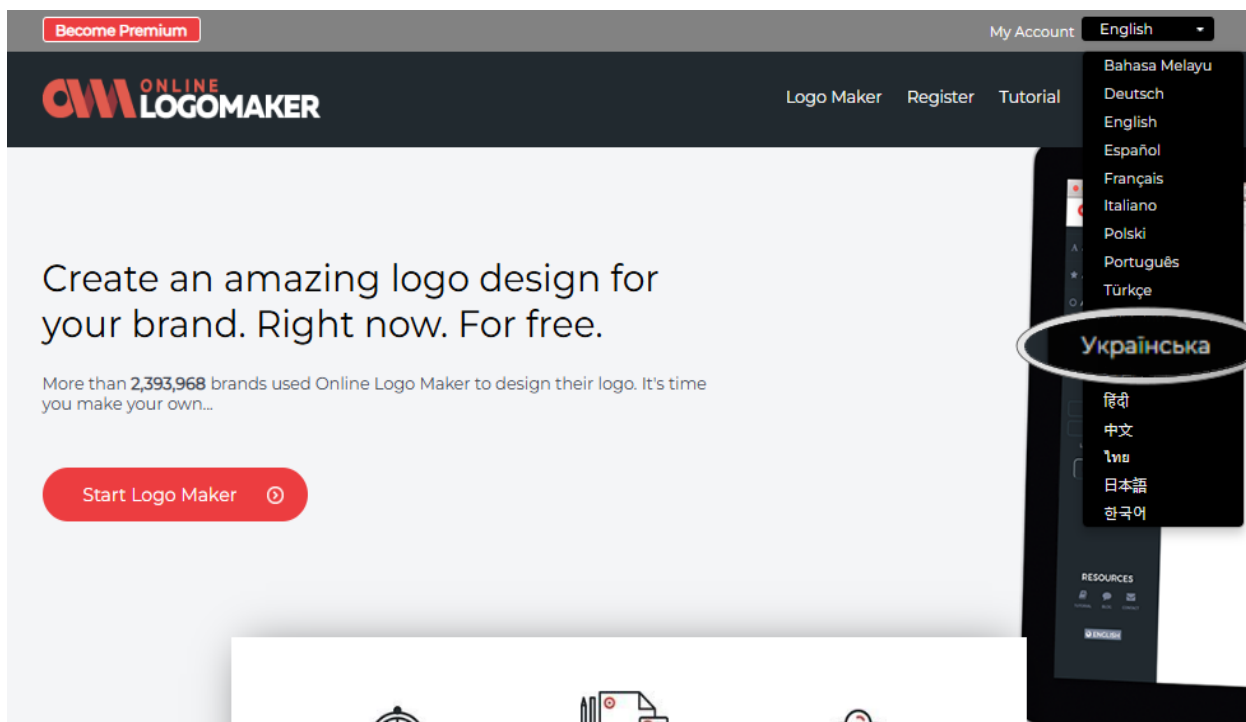 Become Premium
My Account
English
ONLINE
LOGOMAKER
Logo Maker Register Tutorial
Bahasa Melayu
Deutsch
English
Español
Français
Italiano
Polski
Português
Türkçe
Українська
हिंदी
中文
ไทย
日本語
한국어
Create an amazing logo design for
your brand. Right now. For free.
More than 2,393,968 brands used Online Logo Maker to design their logo. It's time
you make your own...
Start Logo Maker
RESOURCES
TUTORIAL BLOG CONTACT
ENGLISH